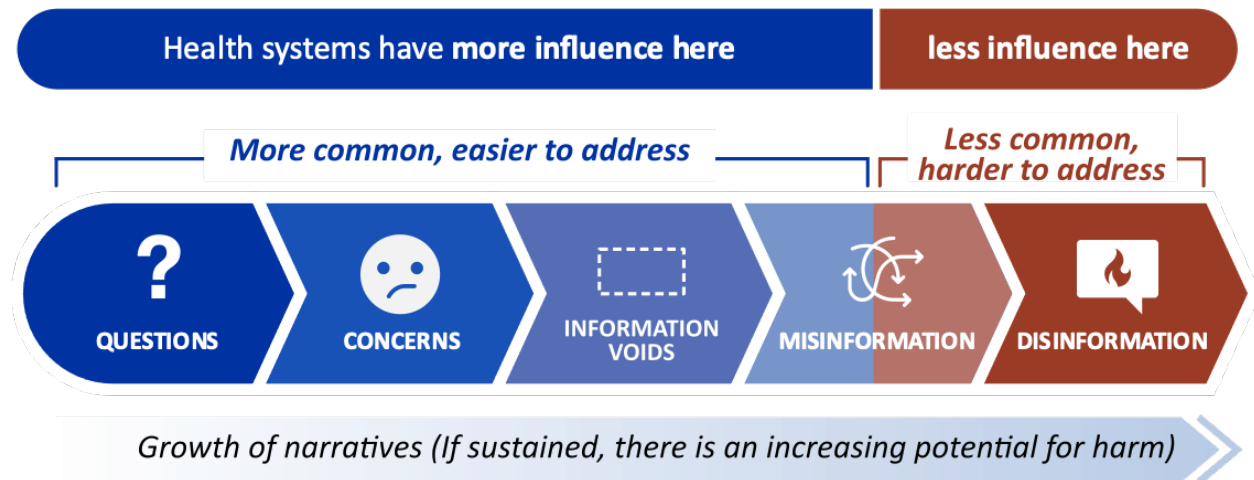 Health systems have more influence here
less influence here
More common, easier to address
Less common,
harder to address
?
QUESTIONS
CONCERNS
INFORMATION
VOIDS
MISINFORMATION
DISINFORMATION
Growth of narratives (If sustained, there is an increasing potential for harm)